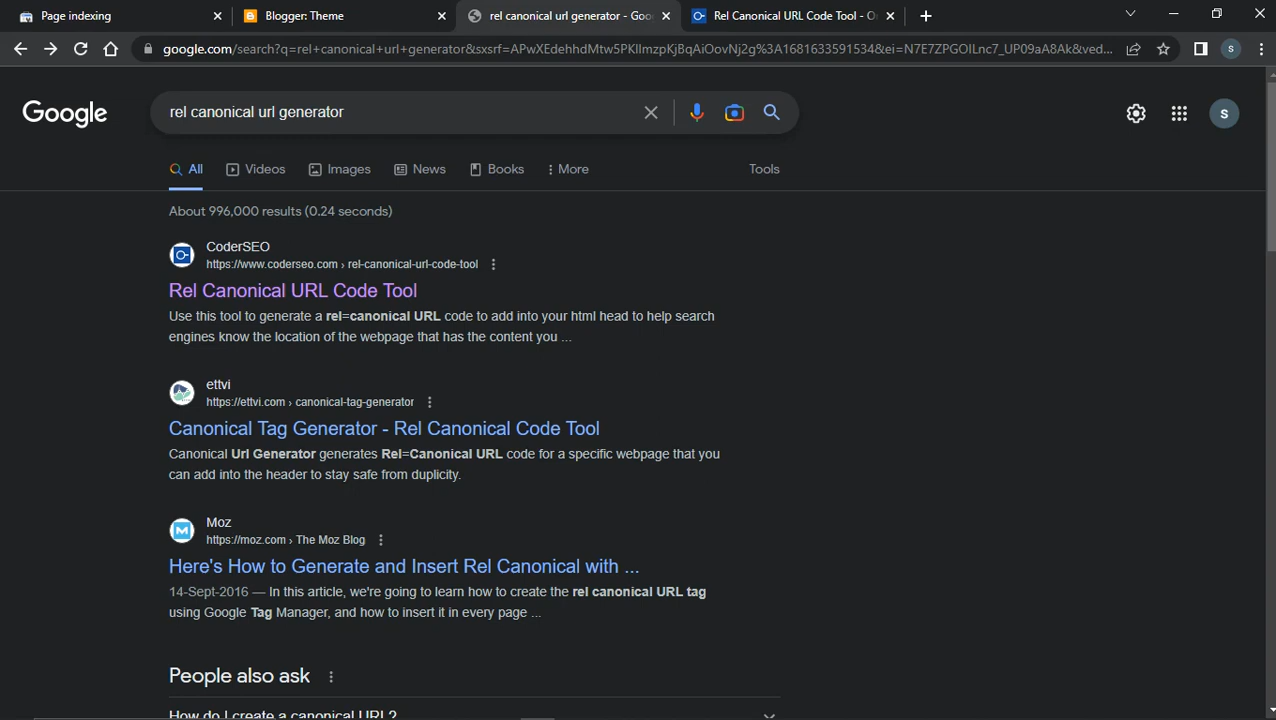 Page indexing
Blogger: Theme
rel canonical url generator - Goo
Rel Canonical URL Code Tool - O
google.com/search?q=rel+canonical+url+generator&sxsrf=APwXEdehhdMtw5PKIlmzpKjBqAiOovNj2g%3A1681633591534&ei=N7E7ZPGOILnc7_UP09aA8Ak&ved...
S
Google
rel canonical url generator
S
All
Videos
Images
News
Books
More
Tools
About 996,000 results (0.24 seconds)
CoderSEO
https://www.coderseo.com › rel-canonical-url-code-tool
Rel Canonical URL Code Tool
Use this tool to generate a rel=canonical URL code to add into your html head to help search
engines know the location of the webpage that has the content you ...
ettvi
https://ettvi.com › canonical-tag-generator
Canonical Tag Generator - Rel Canonical Code Tool
Canonical Url Generator generates Rel=Canonical URL code for a specific webpage that you
can add into the header to stay safe from duplicity.
Moz
https://moz.com › The Moz Blog
Here's How to Generate and Insert Rel Canonical with ...
14-Sept-2016 — In this article, we're going to learn how to create the rel canonical URL tag
using Google Tag Manager, and how to insert it in every page ...
People also ask
How do I create a canonical URL?